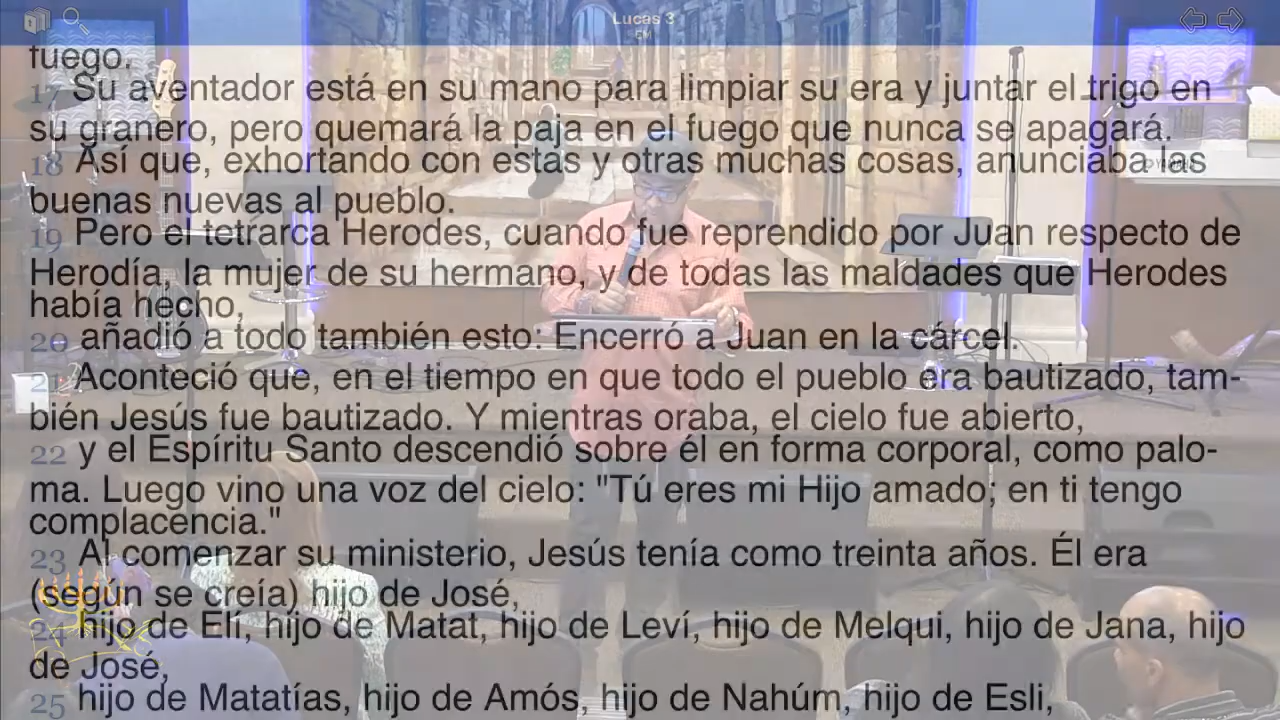 Lucas 3
EM
fuego.
17 Su aventador está en su mano para limpiar su era y juntar el trigo en
su granero, pero quemará la paja en el fuego que nunca se apagará.
18 Así que, exhortando con estas y otras muchas cosas, anunciaba las
buenas nuevas al pueblo.
19 Pero el tetrarca Herodes, cuando fue reprendido por Juan respecto de
Herodía, la mujer de su hermano, y de todas las maldades que Herodes
había hecho,
20 añadió a todo también esto: Encerró a Juan en la cárcel.
21 Aconteció que, en el tiempo en que todo el pueblo era bautizado, tam-
bién Jesús fue bautizado. Y mientras oraba, el cielo fue abierto,
22 y el Espíritu Santo descendió sobre él en forma corporal, como palo-
ma. Luego vino una voz del cielo: "Tú eres mi Hijo amado; en ti tengo
complacencia."
23 Al comenzar su ministerio, Jesús tenía como treinta años. Él era
(según se creía) hijo de José,
24 hijo de Elí, hijo de Matat, hijo de Leví, hijo de Melqui, hijo de Jana, hijo
de José,
25 hijo de Matatías, hijo de Amós, hijo de Nahúm, hijo de Esli,
YAMAHA